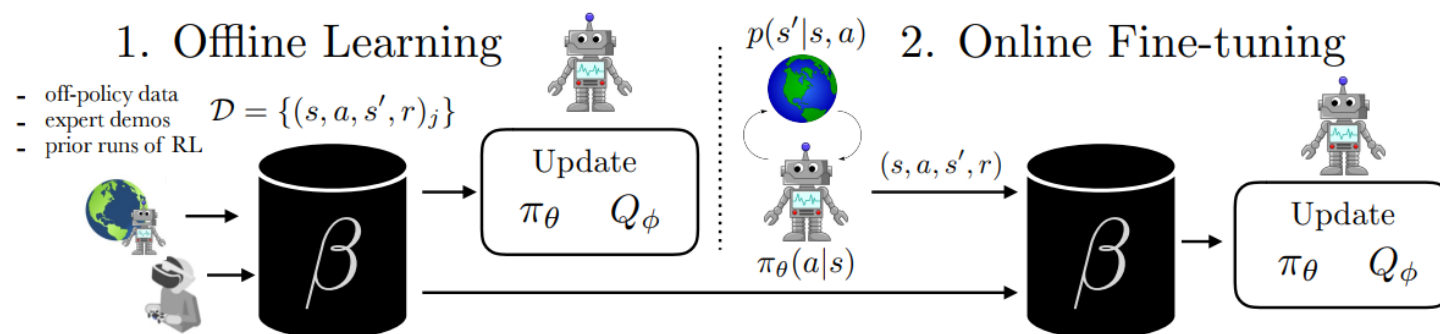 1. Offline Learning
- off-policy data
- expert demos
- prior runs of RL
𝒟 = {(s, a, s′, r)ⱼ}
β
Update
π_θ Q_ϕ
p(s′|s, a)
2. Online Fine-tuning
π_θ(a|s)
(s, a, s′, r)
β
Update
π_θ Q_ϕ